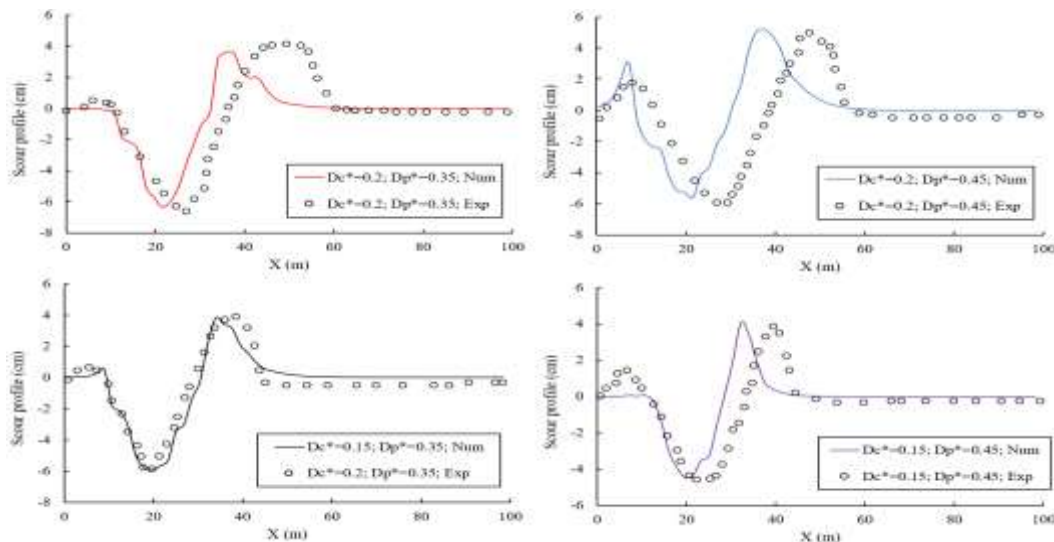 6
4
2
0
-2
-4
-6
-8
Scour profile (cm)
Dc*=0.2; Dp*=0.35; Num
Dc*=0.2; Dp*=0.35; Exp
0 20 40 60 80 100
X (m)
6
4
2
0
-2
-4
-6
-8
Scour profile (cm)
Dc*=0.2; Dp*=0.45; Num
Dc*=0.2; Dp*=0.45; Exp
0 20 40 60 80 100
X (m)
6
4
2
0
-2
-4
-6
-8
Scour profile (cm)
Dc*=0.15; Dp*=0.35; Num
Dc*=0.2; Dp*=0.35; Exp
0 20 40 60 80 100
X (m)
6
4
2
0
-2
-4
-6
Scour profile (cm)
Dc*=0.15; Dp*=0.45; Num
Dc*=0.15; Dp*=0.45; Exp
0 20 40 60 80 100
X (m)